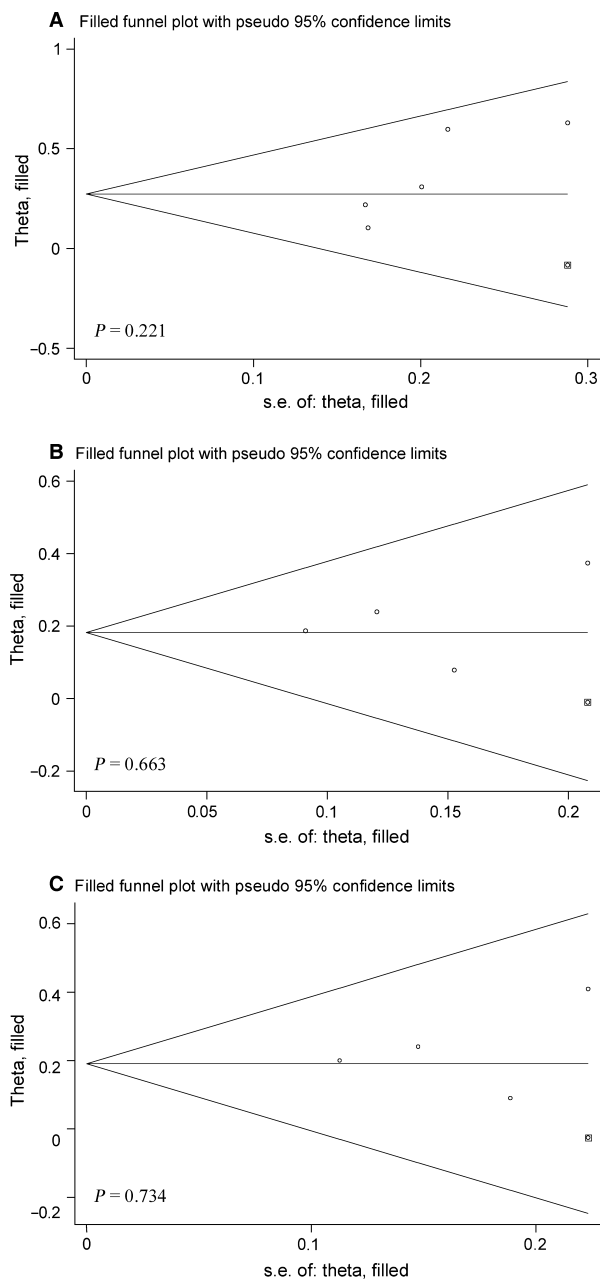 A Filled funnel plot with pseudo 95% confidence limits
1
0.5
0
–0.5
Theta, filled
P = 0.221
0 0.1 0.2 0.3
s.e. of: theta, filled
B Filled funnel plot with pseudo 95% confidence limits
0.6
0.4
0.2
0
–0.2
Theta, filled
P = 0.663
0 0.05 0.1 0.15 0.2
s.e. of: theta, filled
C Filled funnel plot with pseudo 95% confidence limits
0.6
0.4
0.2
0
–0.2
Theta, filled
P = 0.734
0 0.1 0.2
s.e. of: theta, filled